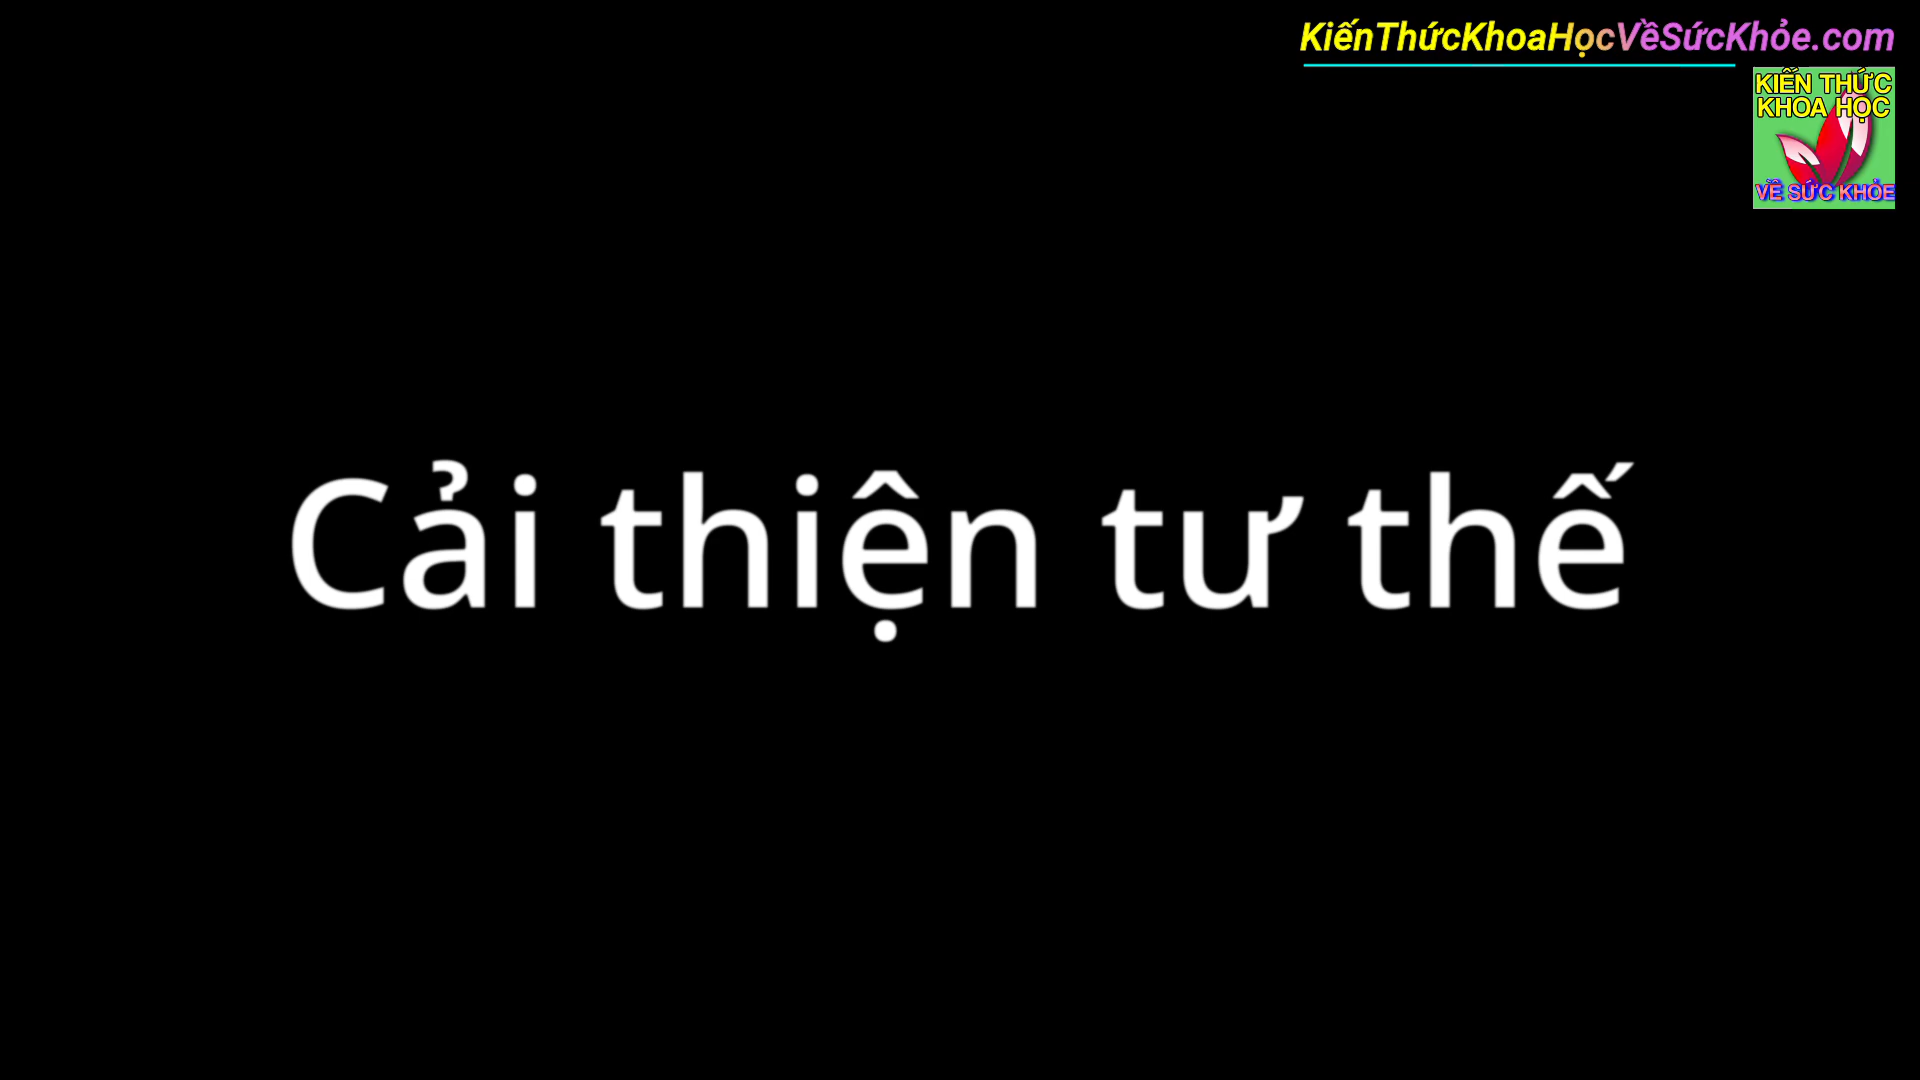 KiếnThứcKhoaHọcVềSứcKhỏe.com
KIẾN THỨC
KHOA HỌC
VỀ SỨC KHỎE
Cải thiện tư thế